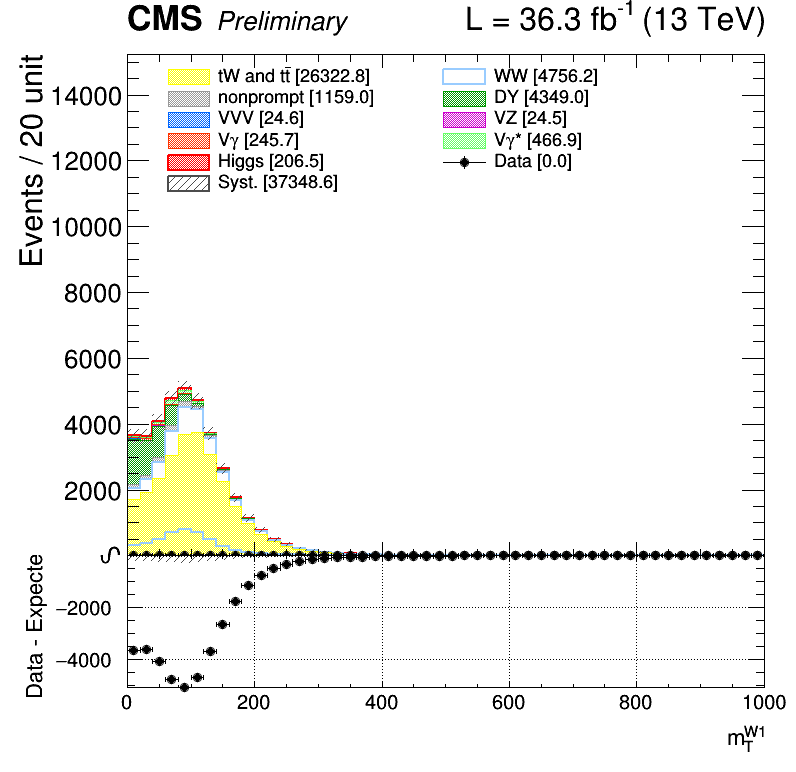 CMS Preliminary L = 36.3 fb⁻¹ (13 TeV)
Events / 20 unit
14000
12000
10000
8000
6000
4000
2000
0
tW and tt̄ [26322.8]
nonprompt [1159.0]
VVV [24.6]
Vγ [245.7]
Higgs [206.5]
Syst. [37348.6]
WW [4756.2]
DY [4349.0]
VZ [24.5]
Vγ* [466.9]
Data [0.0]
Data - Expecte
−2000
−4000
0 200 400 600 800 1000
m_T^W1